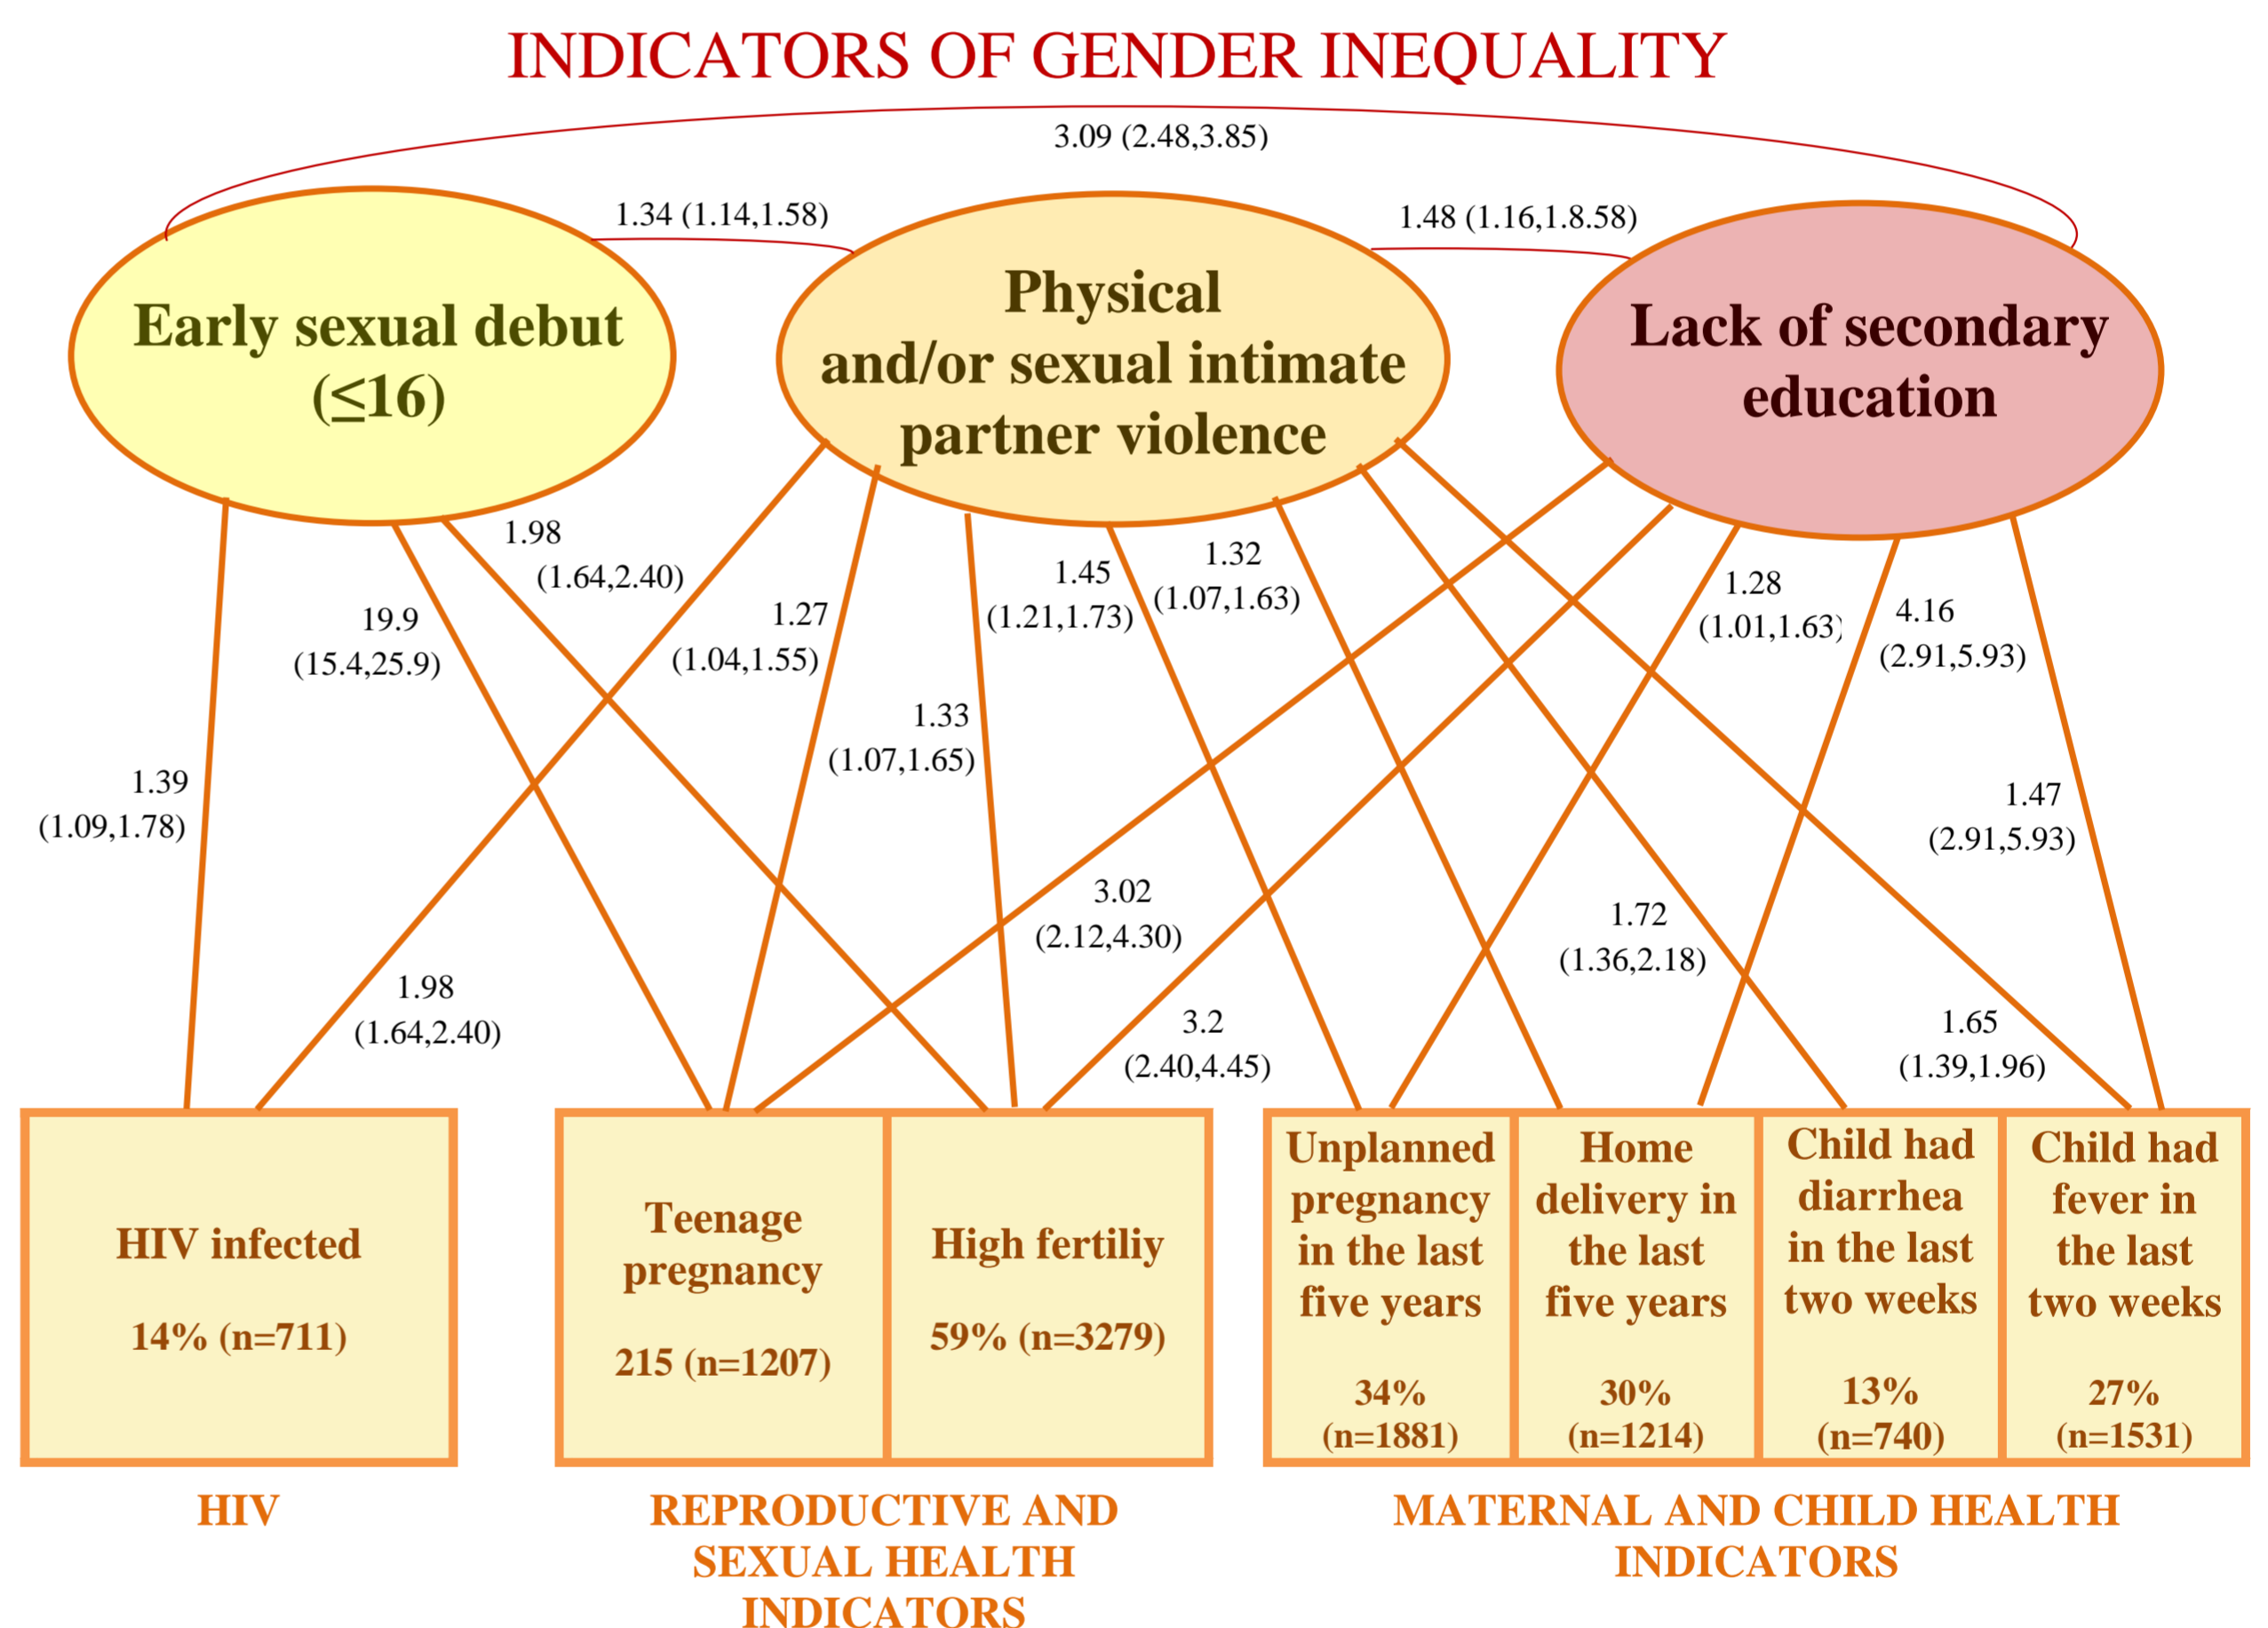 INDICATORS OF GENDER INEQUALITY
3.09 (2.48,3.85)
1.34 (1.14,1.58)
1.48 (1.16,1.8.58)
Early sexual debut
(≤16)
Physical
and/or sexual intimate
partner violence
Lack of secondary
education
1.98
(1.64,2.40)
19.9
(15.4,25.9)
1.27
(1.04,1.55)
1.45
(1.21,1.73)
1.32
(1.07,1.63)
1.28
(1.01,1.63)
4.16
(2.91,5.93)
1.33
(1.07,1.65)
1.39
(1.09,1.78)
1.47
(2.91,5.93)
3.02
(2.12,4.30)
1.72
(1.36,2.18)
1.98
(1.64,2.40)
3.2
(2.40,4.45)
1.65
(1.39,1.96)
HIV infected
14% (n=711)
Teenage
pregnancy
215 (n=1207)
High fertiliy
59% (n=3279)
Unplanned
pregnancy
in the last
five years
34%
(n=1881)
Home
delivery in
the last
five years
30%
(n=1214)
Child had
diarrhea
in the last
two weeks
13%
(n=740)
Child had
fever in
the last
two weeks
27%
(n=1531)
HIV
REPRODUCTIVE AND
SEXUAL HEALTH
INDICATORS
MATERNAL AND CHILD HEALTH
INDICATORS